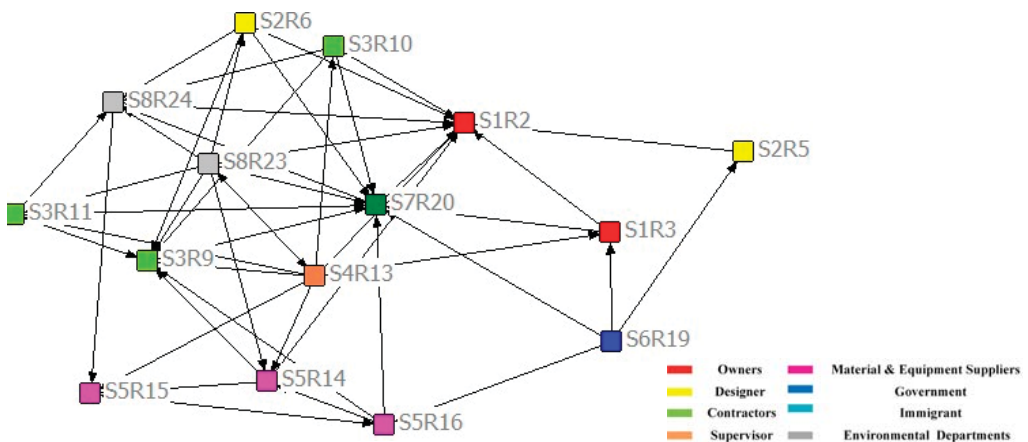 S2R6
S3R10
S8R24
S1R2
S2R5
S8R23
S7R20
S3R11
S1R3
S3R9
S4R13
S6R19
S5R15
S5R14
S5R16
Owners
Material & Equipment Suppliers
Designer
Government
Contractors
Immigrant
Supervisor
Environmental Departments